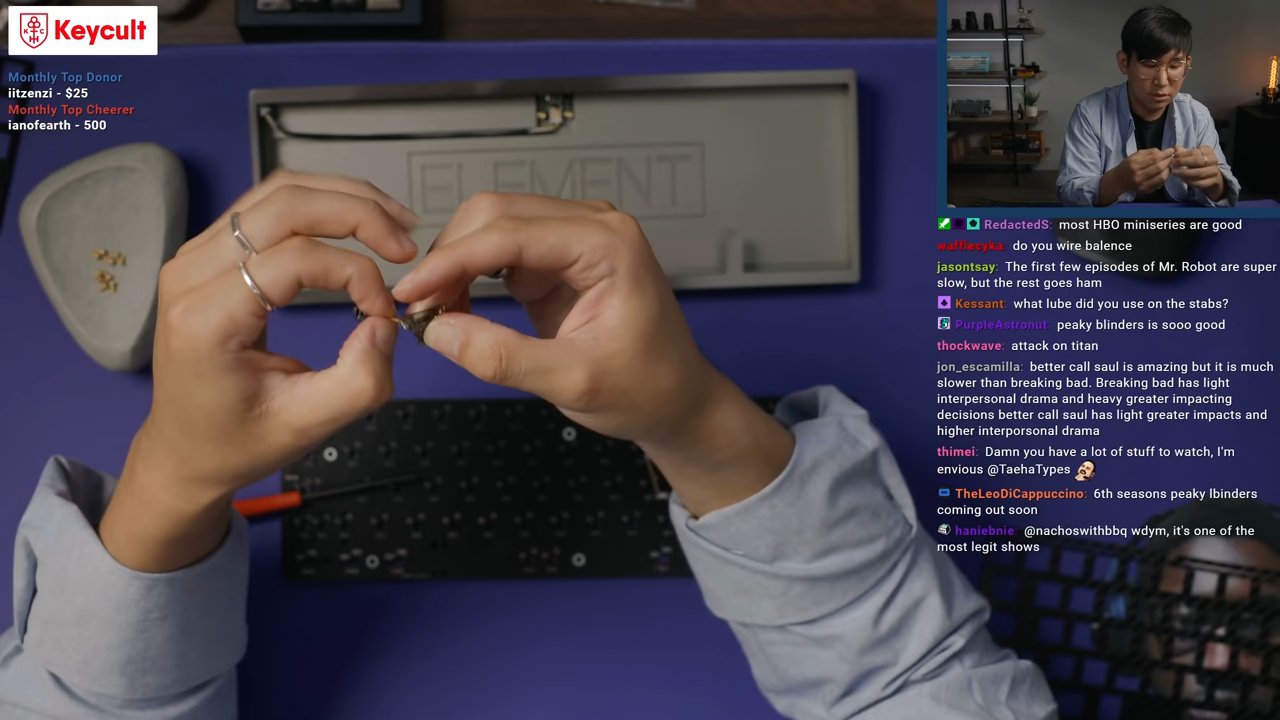 Keycult
Monthly Top Donor
iitzenzi - $25
Monthly Top Cheerer
ianofearth - 500
ELEMENT
RedactedS: most HBO miniseries are good
wafflecyka: do you wire balence
jasontsay: The first few episodes of Mr. Robot are super
slow, but the rest goes ham
Kessant: what lube did you use on the stabs?
PurpleAstronut: peaky blinders is sooo good
thockwave: attack on titan
jon_escamilla: better call saul is amazing but it is much
slower than breaking bad. Breaking bad has light
interpersonal drama and heavy greater impacting
decisions better call saul has light greater impacts and
higher interporsonal drama
thimei: Damn you have a lot of stuff to watch, I'm
envious @TaehaTypes
TheLeoDiCappuccino: 6th seasons peaky lbinders
coming out soon
haniebnie: @nachoswithbbq wdym, it's one of the
most legit shows